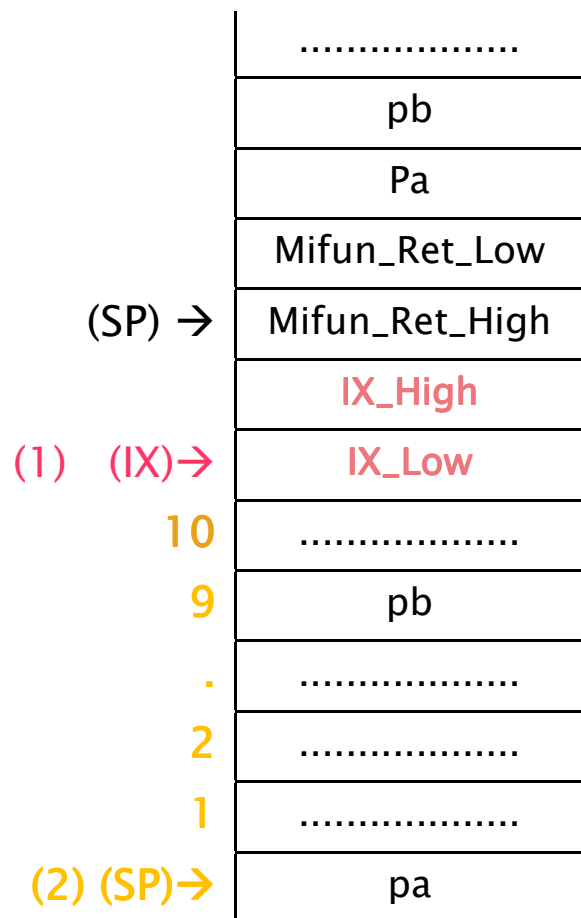 ...................
pb
Pa
Mifun_Ret_Low
(SP) → Mifun_Ret_High
IX_High
(1) (IX)→ IX_Low
10 ...................
9 pb
. ...................
2 ...................
1 ...................
(2) (SP)→ pa